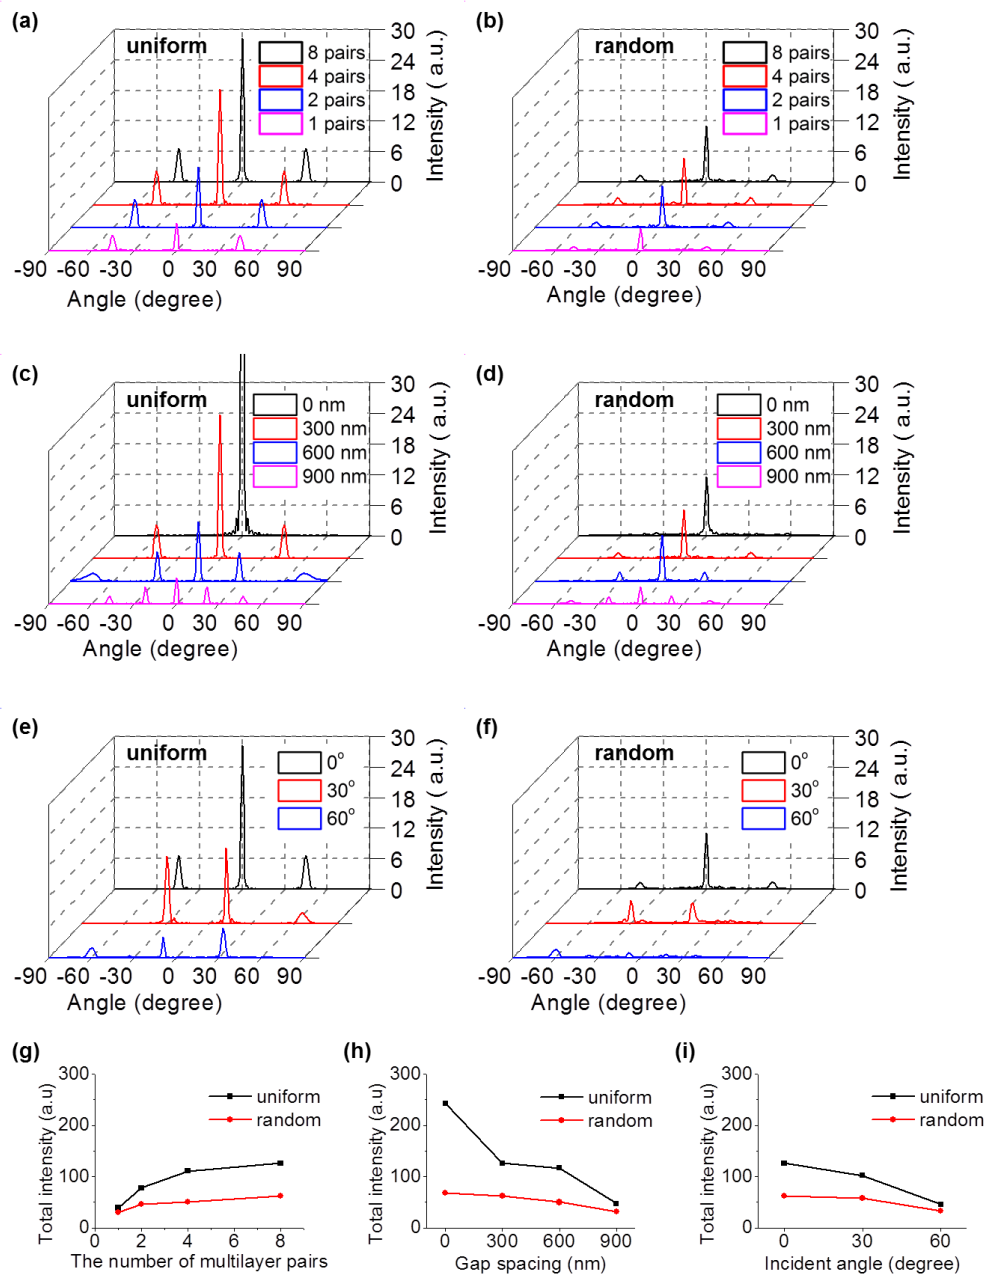 (a)
uniform
8 pairs
4 pairs
2 pairs
1 pairs
30
24
18
12
6
0
Intensity ( a.u.)
-90 -60 -30 0 30 60 90
Angle (degree)
(b)
random
8 pairs
4 pairs
2 pairs
1 pairs
30
24
18
12
6
0
Intensity ( a.u.)
-90 -60 -30 0 30 60 90
Angle (degree)
(c)
uniform
0 nm
300 nm
600 nm
900 nm
30
24
18
12
6
0
Intensity ( a.u.)
-90 -60 -30 0 30 60 90
Angle (degree)
(d)
random
0 nm
300 nm
600 nm
900 nm
30
24
18
12
6
0
Intensity ( a.u.)
-90 -60 -30 0 30 60 90
Angle (degree)
(e)
uniform
0°
30°
60°
30
24
18
12
6
0
Intensity ( a.u.)
-90 -60 -30 0 30 60 90
Angle (degree)
(f)
random
0°
30°
60°
30
24
18
12
6
0
Intensity ( a.u.)
-90 -60 -30 0 30 60 90
Angle (degree)
(g)
300
200
100
0
Total intensity (a.u)
uniform
random
0 2 4 6 8
The number of multilayer pairs
(h)
300
200
100
0
Total intensity (a.u)
uniform
random
0 300 600 900
Gap spacing (nm)
(i)
300
200
100
0
Total intensity (a.u)
uniform
random
0 30 60
Incident angle (degree)